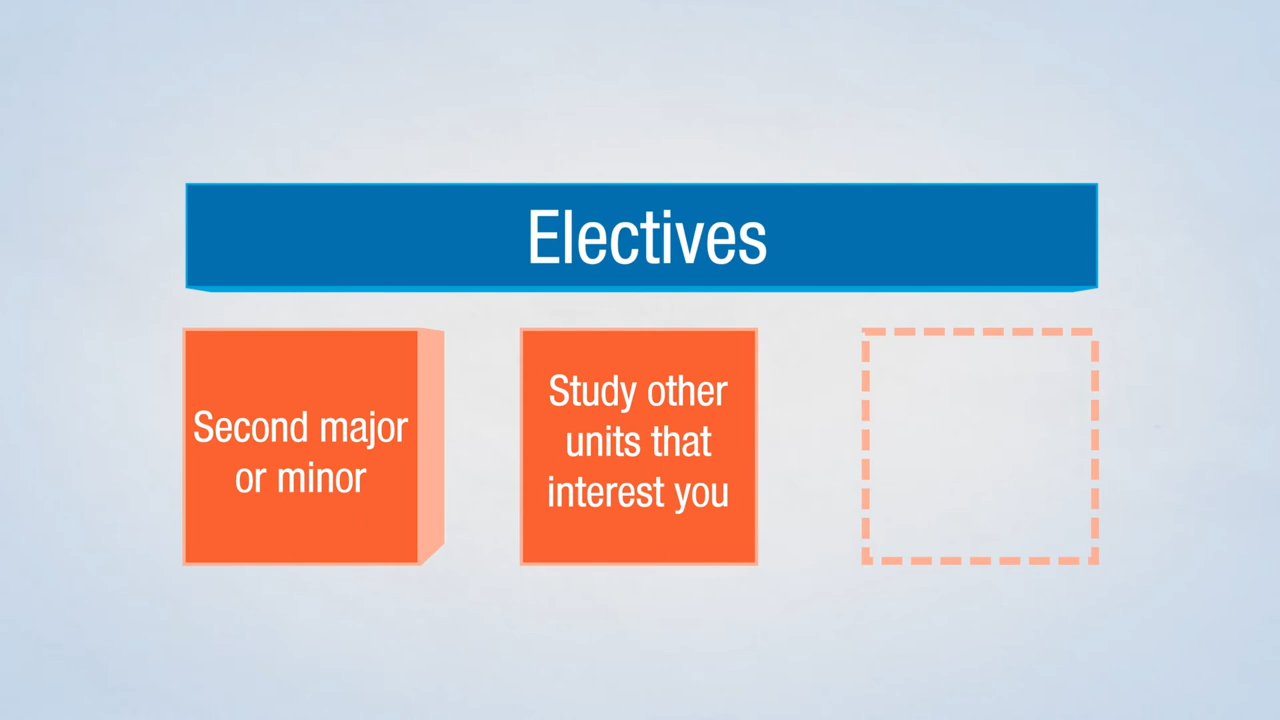 Electives
Second major
or minor
Study other
units that
interest you